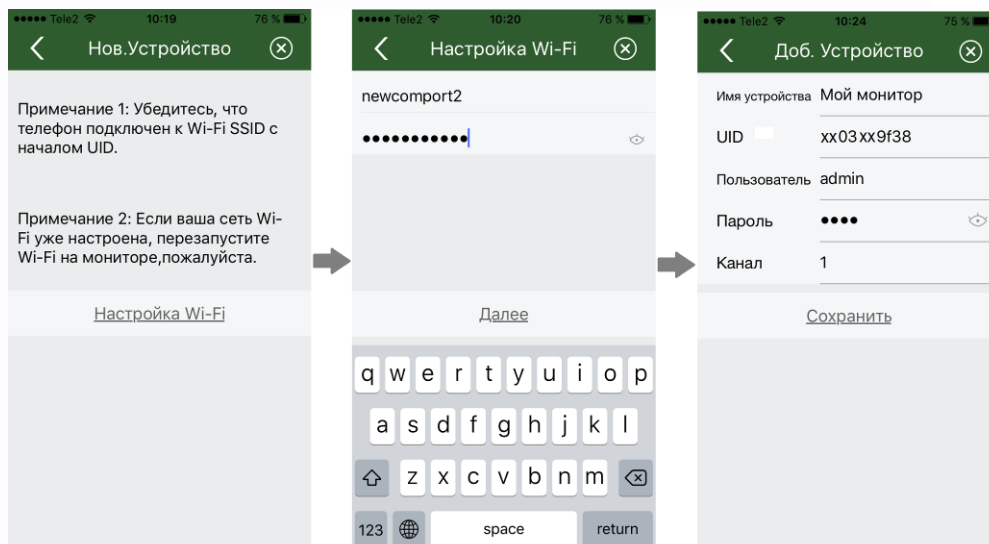 Tele2 10:19 76 %
Нов.Устройство
Примечание 1: Убедитесь, что
телефон подключен к Wi-Fi SSID с
началом UID.
Примечание 2: Если ваша сеть Wi-
Fi уже настроена, перезапустите
Wi-Fi на мониторе,пожалуйста.
Настройка Wi-Fi
Tele2 10:20 76 %
Настройка Wi-Fi
newcomport2
•••••••••••
Далее
q w e r t y u i o p
a s d f g h j k l
z x c v b n m
123 space return
Tele2 10:24 75 %
Доб. Устройство
Имя устройства Мой монитор
UID xx03xx9f38
Пользователь admin
Пароль ••••
Канал 1
Сохранить